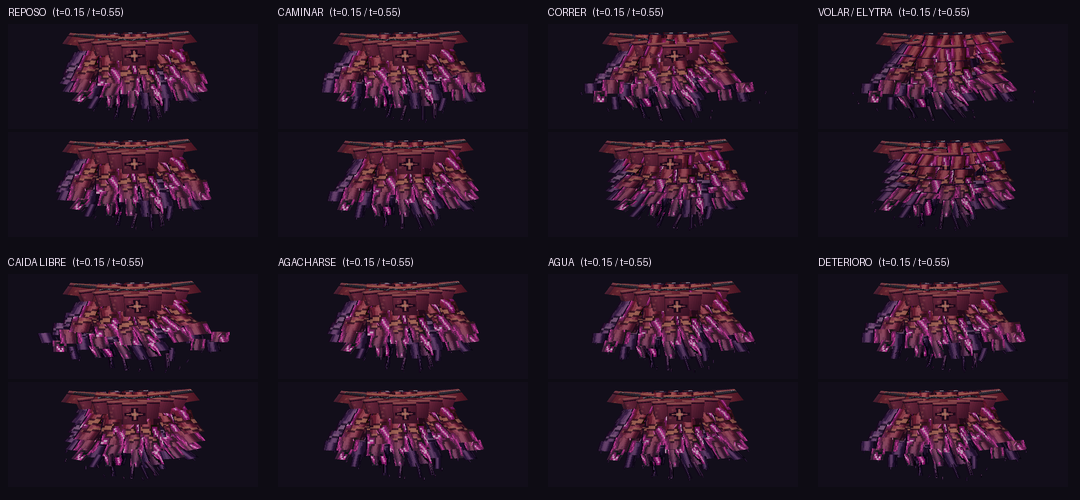 REPOSO (t=0.15 / t=0.55)
CAMINAR (t=0.15 / t=0.55)
CORRER (t=0.15 / t=0.55)
VOLAR / ELYTRA (t=0.15 / t=0.55)
CAIDA LIBRE (t=0.15 / t=0.55)
AGACHARSE (t=0.15 / t=0.55)
AGUA (t=0.15 / t=0.55)
DETERIORO (t=0.15 / t=0.55)